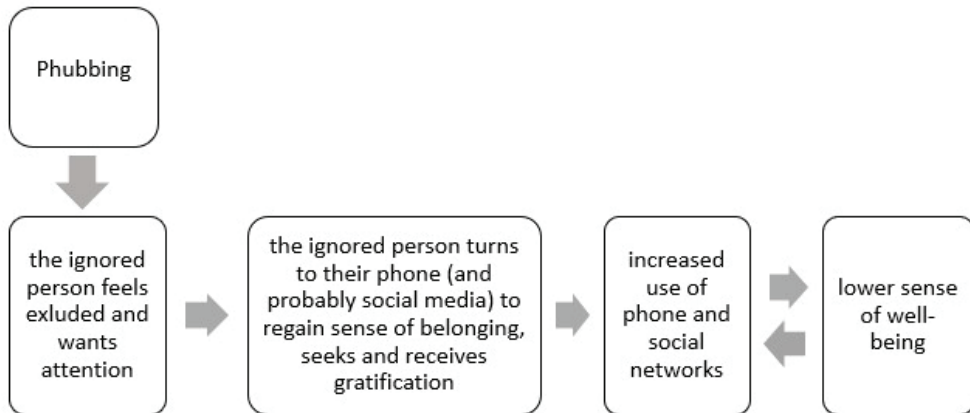 Phubbing
the ignored
person feels
exluded and
wants
attention
the ignored person turns
to their phone (and
probably social media) to
regain sense of belonging,
seeks and receives
gratification
increased
use of
phone and
social
networks
lower sense
of well-
being